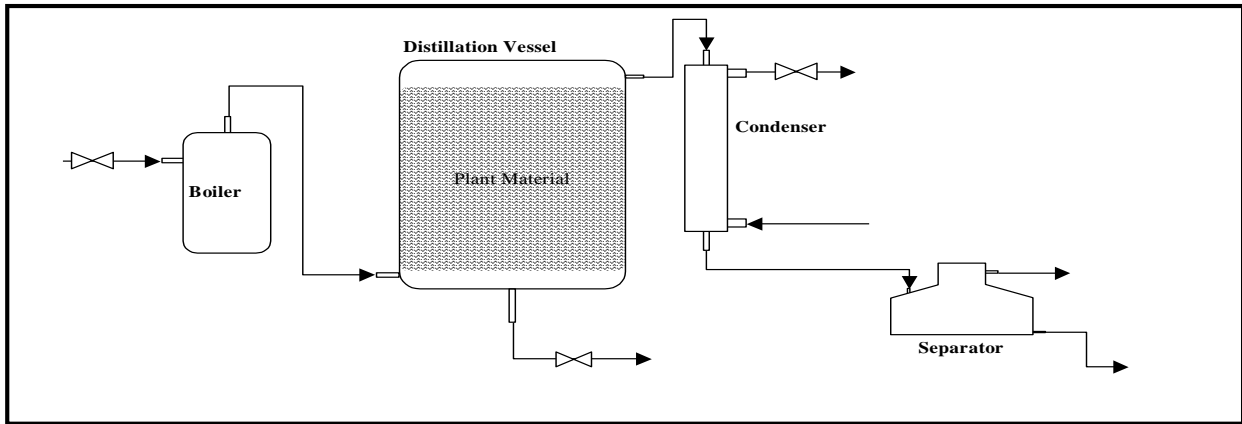 Distillation Vessel
Condenser
Plant Material
Boiler
Separator